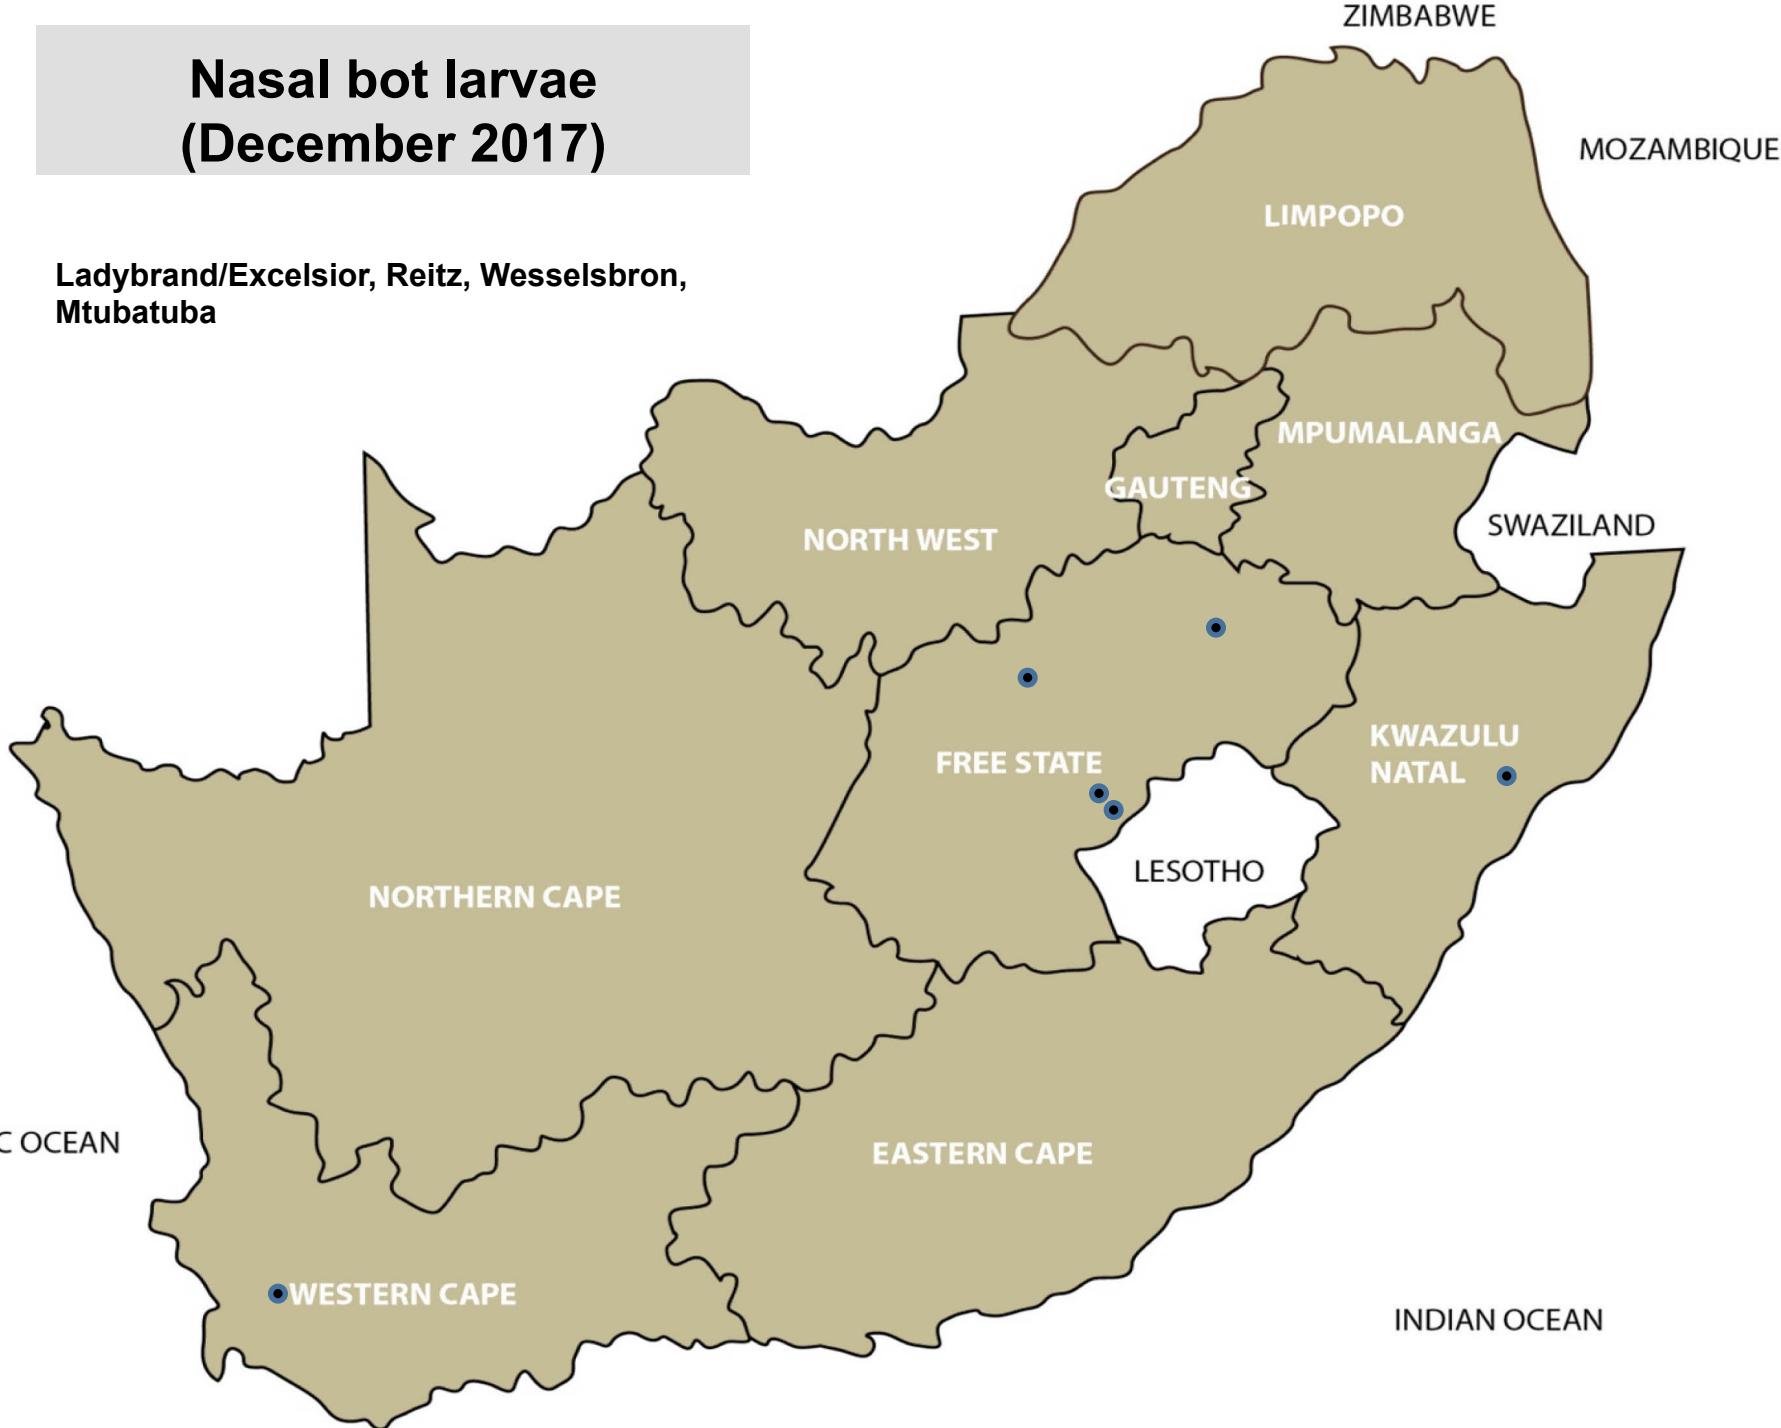 ZIMBABWE
Nasal bot larvae
(December 2017)
MOZAMBIQUE
LIMPOPO
Ladybrand/Excelsior, Reitz, Wesselsbron,
Mtubatuba
MPUMALANGA
GAUTENG
SWAZILAND
NORTH WEST
KWAZULU
NATAL
FREE STATE
LESOTHO
NORTHERN CAPE
C OCEAN
EASTERN CAPE
WESTERN CAPE
INDIAN OCEAN